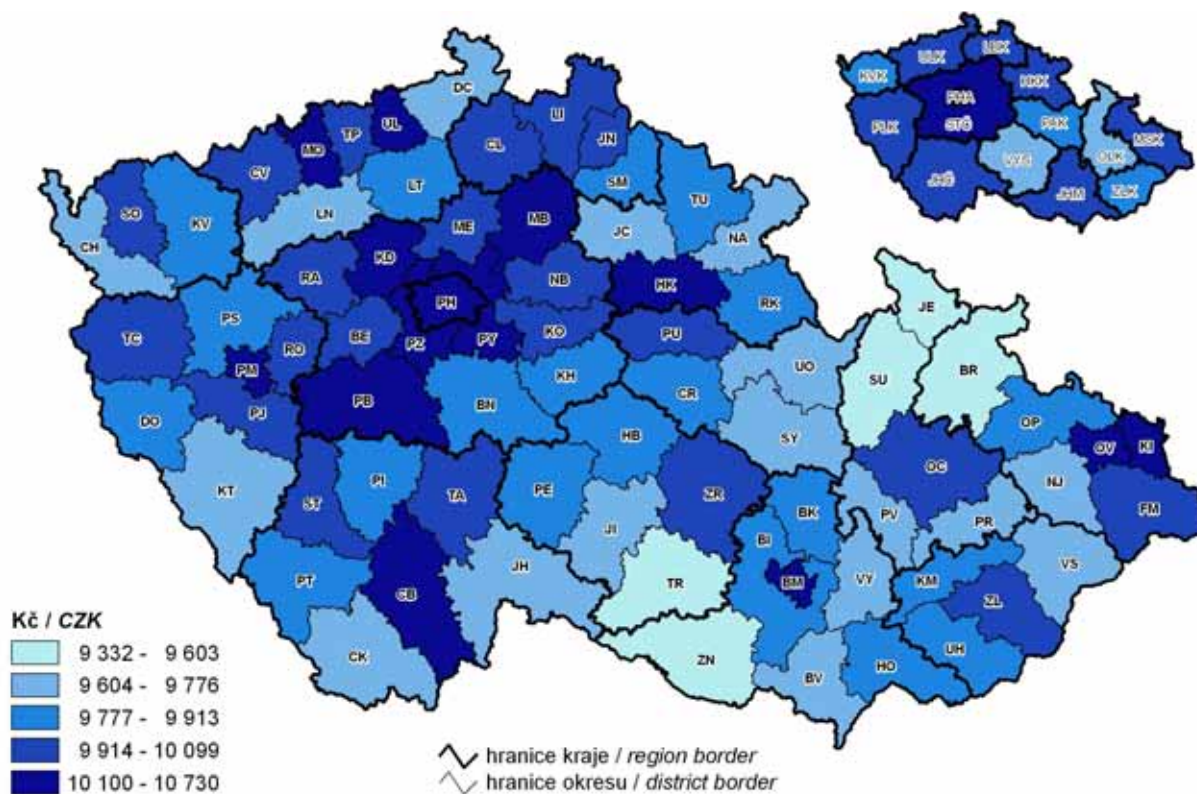 DC
UL
LI
TP
MO
CL
JN
CV
LT
SM
TU
SO
KV
LN
MB
ME
JC
NA
CH
KD
RA
NB
HK
PH
RK
TC
PS
BE
RO
PZ
PY
KO
PU
UO
PM
KH
PB
BN
CR
DO
PJ
HB
SY
KT
ST
PI
TA
PE
ZR
JI
BK
BI
JH
TR
BM
VY
PT
CB
CK
ZN
BV
HO
JE
SU
BR
OP
OV
KI
OC
NJ
FM
PV
PR
KM
VS
ZL
UH
ULK
LBK
KVK
HKK
PHA
STČ
PAK
PLK
MSK
VYS
OLK
JHČ
JHM
ZLK
Kč / CZK
9 332 - 9 603
9 604 - 9 776
9 777 - 9 913
9 914 - 10 099
10 100 - 10 730
hranice kraje / region border
hranice okresu / district border